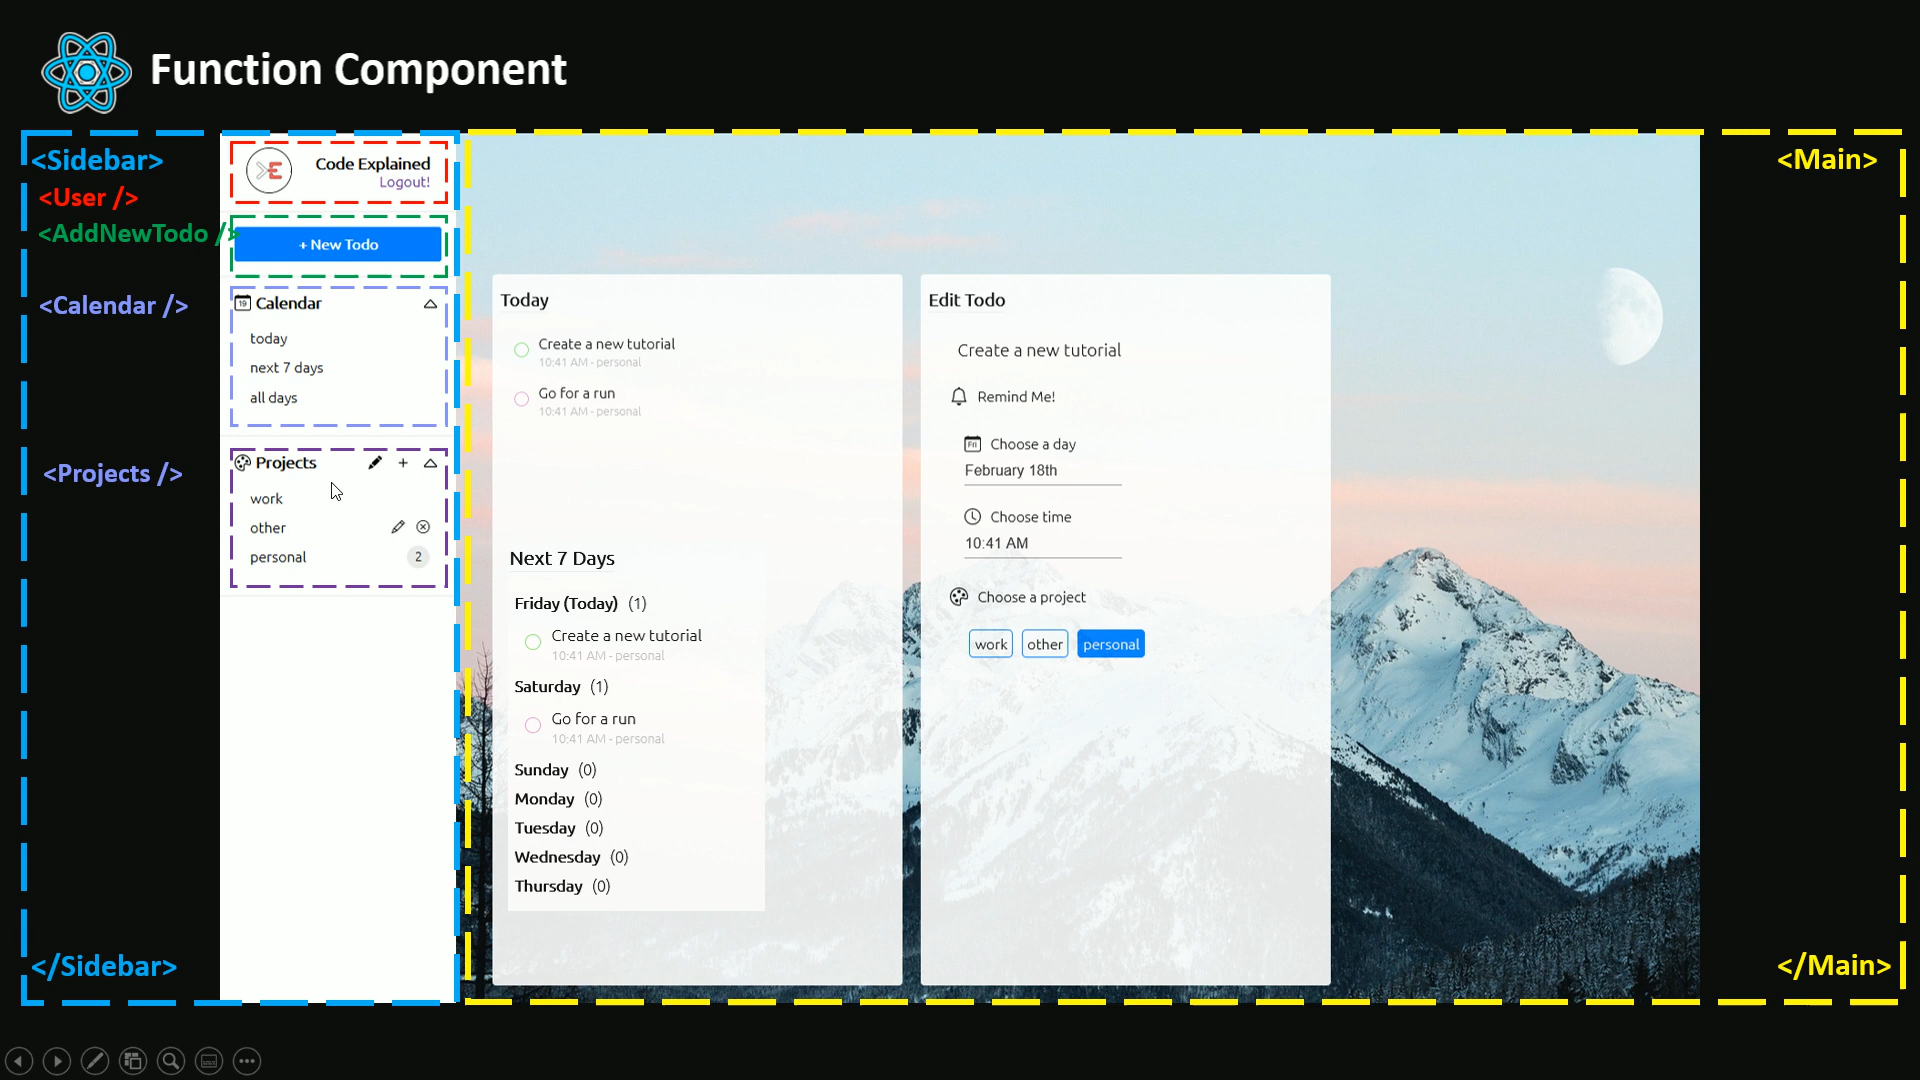 Function Component
<Sidebar>
<User />
<AddNewTodo />
<Calendar />
<Projects />
</Sidebar>
E
Code Explained
Logout!
+ New Todo
19 Calendar
today
next 7 days
all days
Projects +
work
other
personal 2
<Main>
Today
Create a new tutorial
10:41 AM - personal
Go for a run
10:41 AM - personal
Next 7 Days
Friday (Today) (1)
Create a new tutorial
10:41 AM - personal
Saturday (1)
Go for a run
10:41 AM - personal
Sunday (0)
Monday (0)
Tuesday (0)
Wednesday (0)
Thursday (0)
Edit Todo
Create a new tutorial
Remind Me!
Fri Choose a day
February 18th
Choose time
10:41 AM
Choose a project
work other personal
</Main>